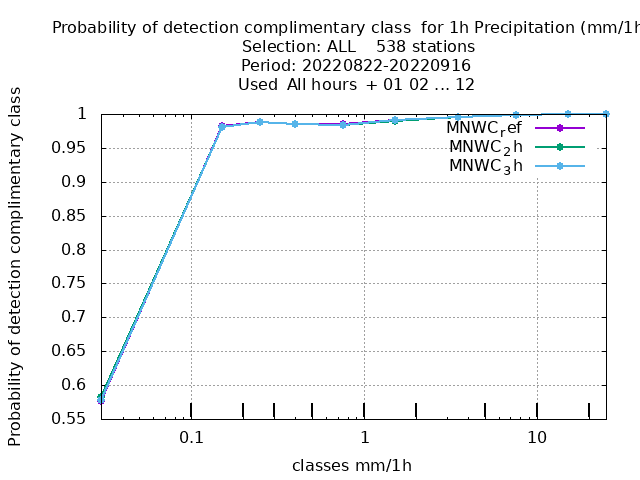 Probability of detection complimentary class for 1h Precipitation (mm/1h
Selection: ALL 538 stations
Period: 20220822-20220916
Used All hours + 01 02 ... 12
Probability of detection complimentary class
1
0.95
0.9
0.85
0.8
0.75
0.7
0.65
0.6
0.55
MNWC_ref
MNWC_2h
MNWC_3h
0.1 1 10
classes mm/1h